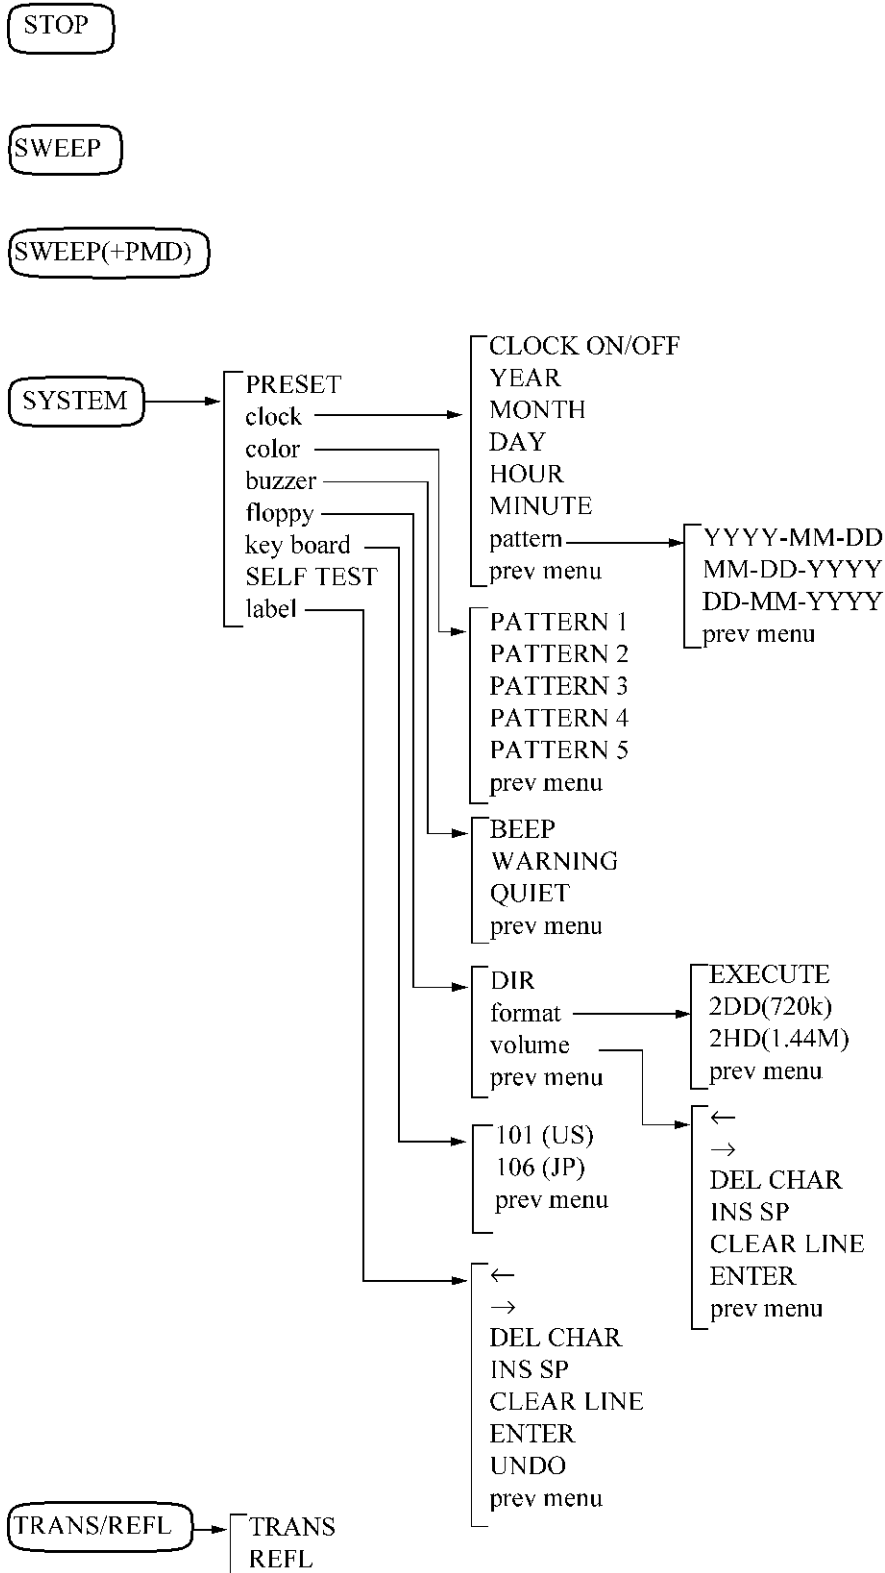 STOP
SWEEP
SWEEP(+PMD)
SYSTEM
PRESET
clock
color
buzzer
floppy
key board
SELF TEST
label
CLOCK ON/OFF
YEAR
MONTH
DAY
HOUR
MINUTE
pattern
prev menu
YYYY-MM-DD
MM-DD-YYYY
DD-MM-YYYY
prev menu
PATTERN 1
PATTERN 2
PATTERN 3
PATTERN 4
PATTERN 5
prev menu
BEEP
WARNING
QUIET
prev menu
DIR
format
volume
prev menu
EXECUTE
2DD(720k)
2HD(1.44M)
prev menu
←
→
DEL CHAR
INS SP
CLEAR LINE
ENTER
prev menu
101 (US)
106 (JP)
prev menu
←
→
DEL CHAR
INS SP
CLEAR LINE
ENTER
UNDO
prev menu
TRANS/REFL
TRANS
REFL